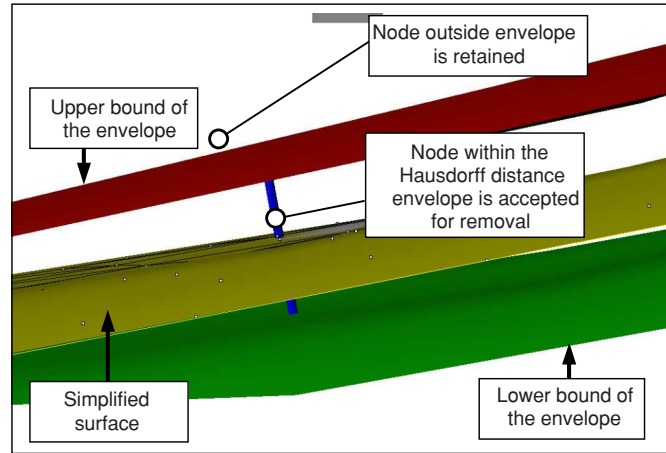 Node outside envelope
is retained
Upper bound of
the envelope
Node within the
Hausdorff distance
envelope is accepted
for removal
Simplified
surface
Lower bound of
the envelope